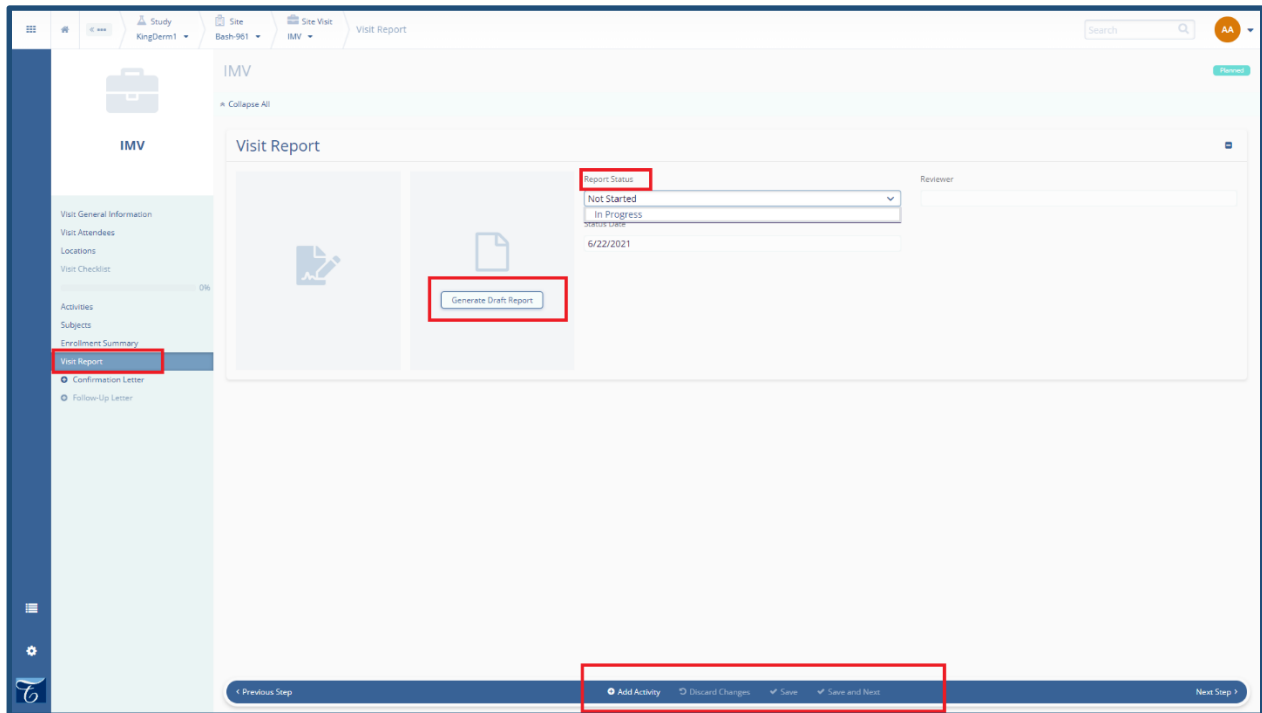 Study
KingDerm1
Site
Bash-961
Site Visit
IMV
Visit Report
Search
AA
IMV
Planned
Collapse All
IMV
Visit Report
Report Status
Reviewer
Not Started
In Progress
Status Date
6/22/2021
Generate Draft Report
Visit General Information
Visit Attendees
Locations
Visit Checklist
0%
Activities
Subjects
Enrollment Summary
Visit Report
Confirmation Letter
Follow-Up Letter
< Previous Step
Add Activity
Discard Changes
Save
Save and Next
Next Step >